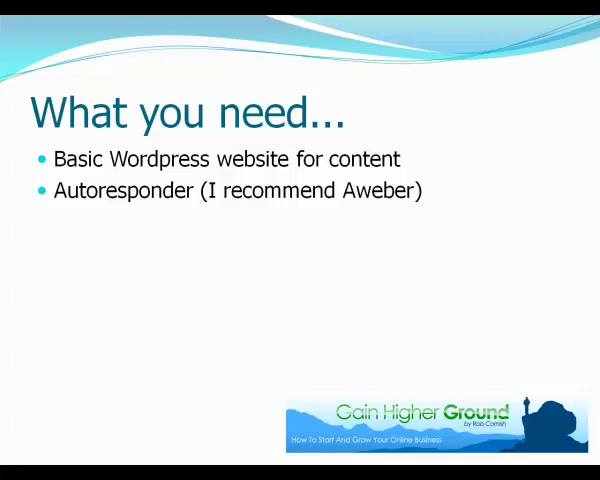 What you need...
Basic Wordpress website for content
Autoresponder (I recommend Aweber)
Gain Higher Ground
by Rob Cornish
How To Start And Grow Your Online Business